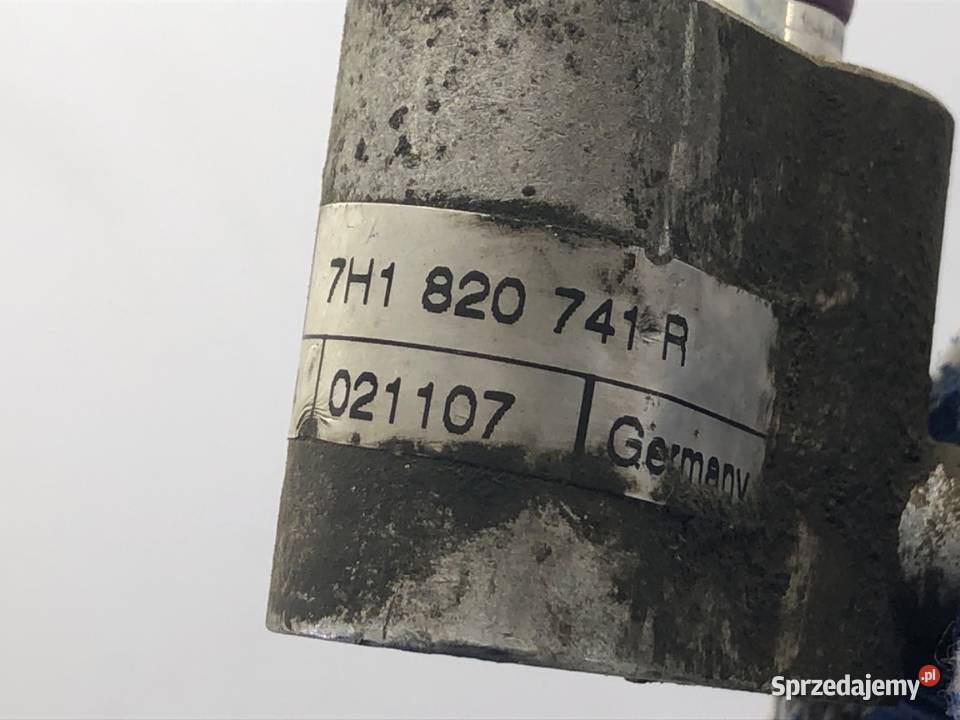 7H1 820 741 R
021107 Germany
Sprzedajemy.pl